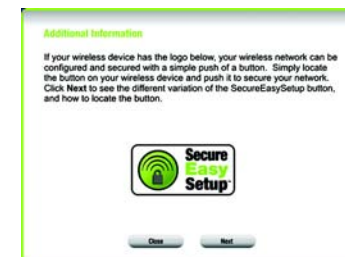 Additional Information
If your wireless device has the logo below, your wireless network can be
configured and secured with a simple push of a button. Simply locate
the button on your wireless device and push it to secure your network.
Click Next to see the different variation of the SecureEasySetup button,
and how to locate the button.
Secure
Easy
Setup™
Close Next